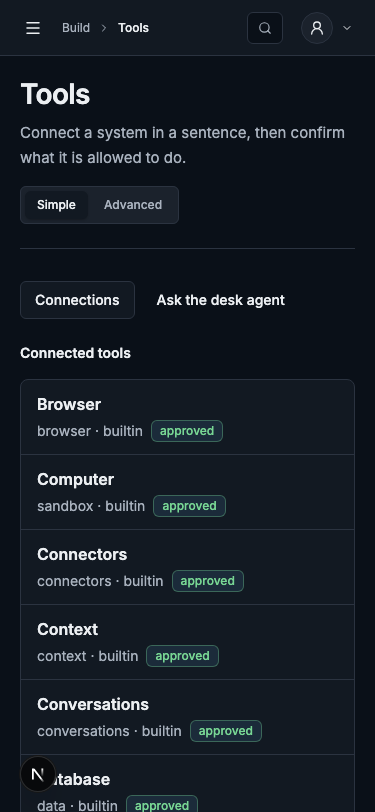 Build > Tools
Tools
Connect a system in a sentence, then confirm
what it is allowed to do.
Simple Advanced
Connections Ask the desk agent
Connected tools
Browser
browser · builtin approved
Computer
sandbox · builtin approved
Connectors
connectors · builtin approved
Context
context · builtin approved
Conversations
conversations · builtin approved
N tabase
data · builtin approved